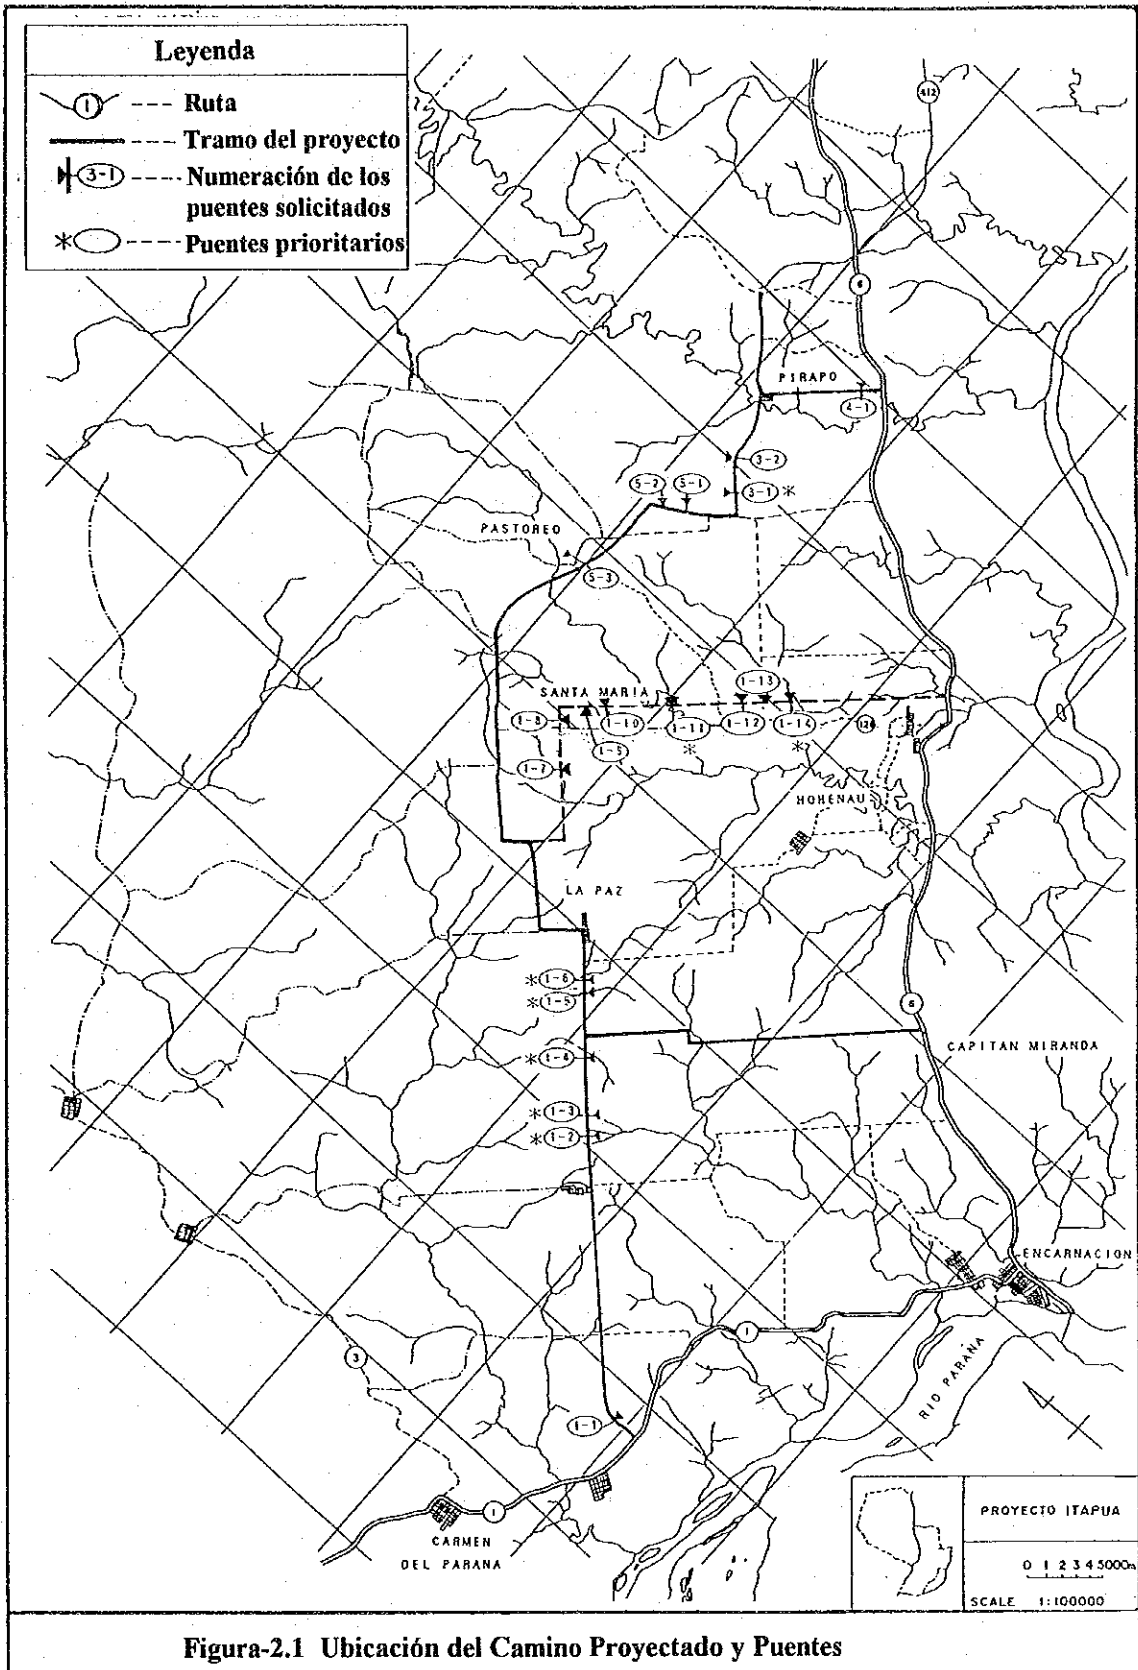 Leyenda
1 --- Ruta
---- Tramo del proyecto
3-1 ---- Numeración de los
puentes solicitados
* ---- Puentes prioritarios
412
6
PIRAPO
4-1
3-2
3-1 *
5-2
5-1
PASTOREO
5-3
1-13
SANTA MARIA
1-8
1-10
1-11
*
1-12
1-14
*
1-7
HOHENAU
LA PAZ
* 1-6
* 1-5
6
* 1-4
CAPITAN MIRANDA
* 1-3
* 1-2
ENCARNACION
1
3
RIO PARANA
1-1
1
CARMEN
DEL PARANA
PROYECTO ITAPUA
0 1 2 3 4 5000m
SCALE 1:100000
Figura-2.1 Ubicación del Camino Proyectado y Puentes